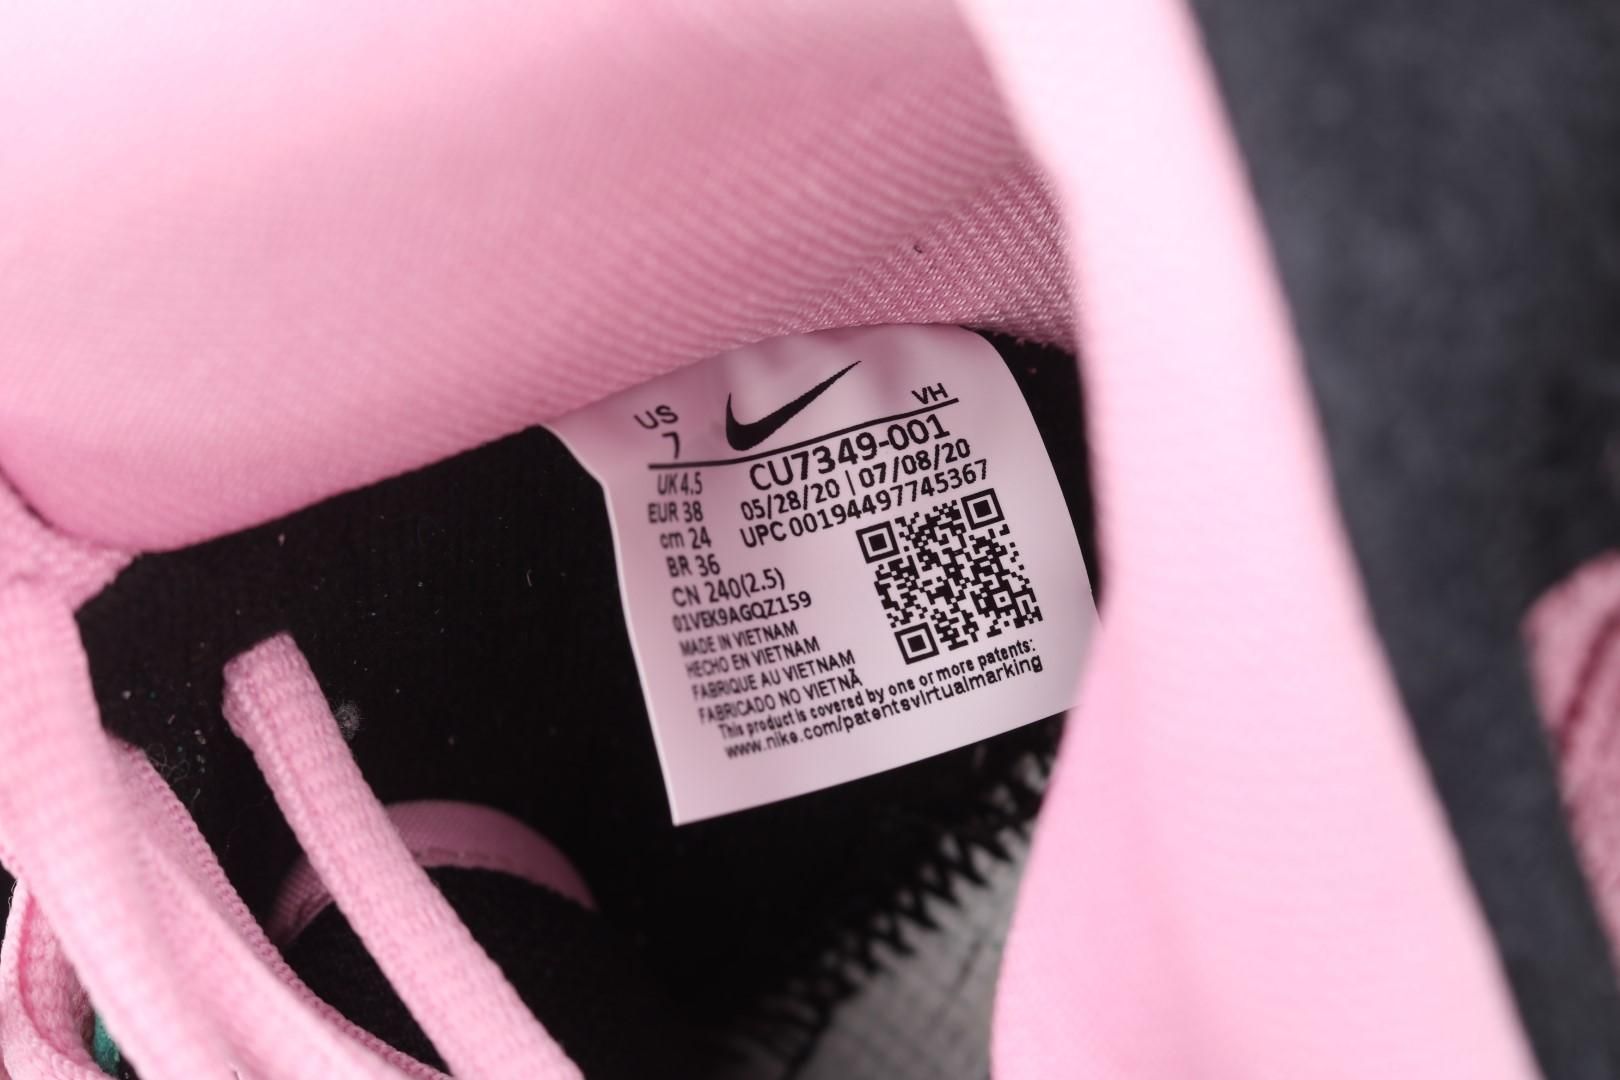 US
7
VH
CU7349-001
05/28/20 | 07/08/20
UPC 00194497745367
UK 4.5
EUR 38
cm 24
BR 36
CN 240(2.5)
01VEK9AGQZ159
MADE IN VIETNAM
HECHO EN VIETNAM
FABRIQUE AU VIETNAM
FABRICADO NO VIETNÃ
This product is covered by one or more patents:
www.nike.com/patentsvirtualmarking